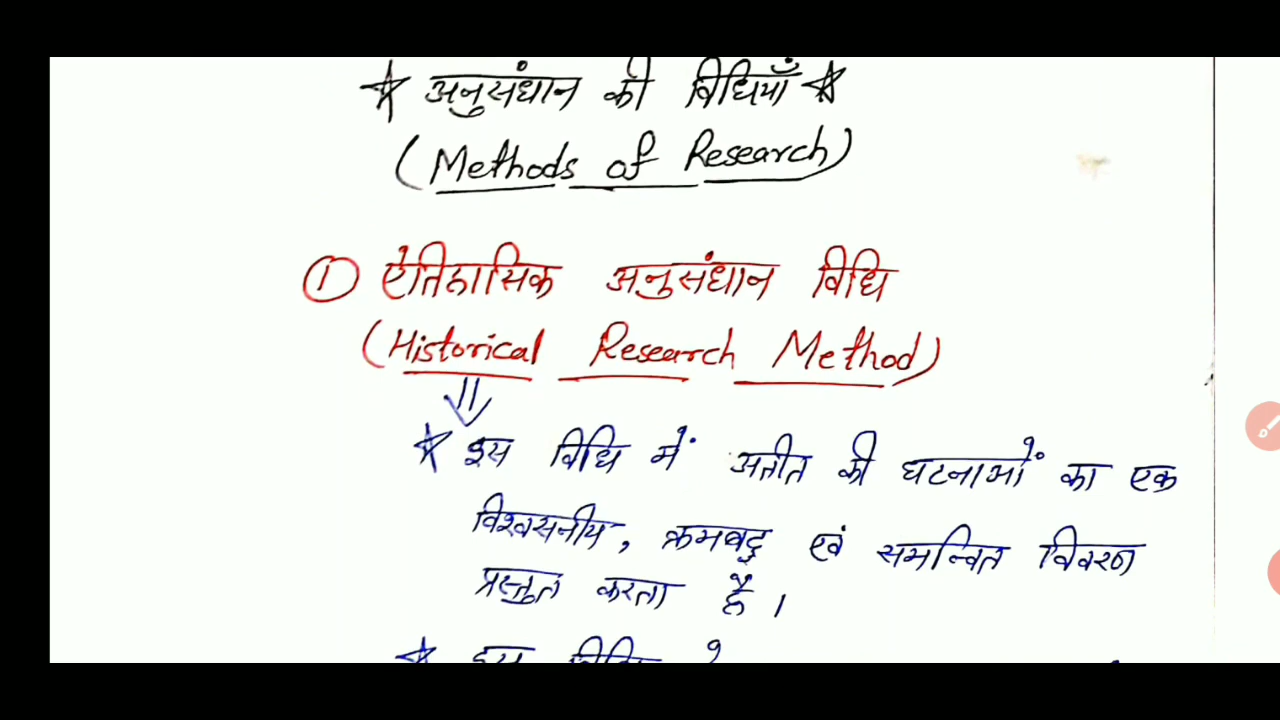 ☆ अनुसंधान की विधियाँ ☆
(Methods of Research)
① ऐतिहासिक अनुसंधान विधि
(Historical Research Method)
⇓
☆ इस विधि में अतीत की घटनाओं का एक
विश्वसनीय, क्रमबद्ध एवं समन्वित विवरण
प्रस्तुत करता है।
☆ इस विधि